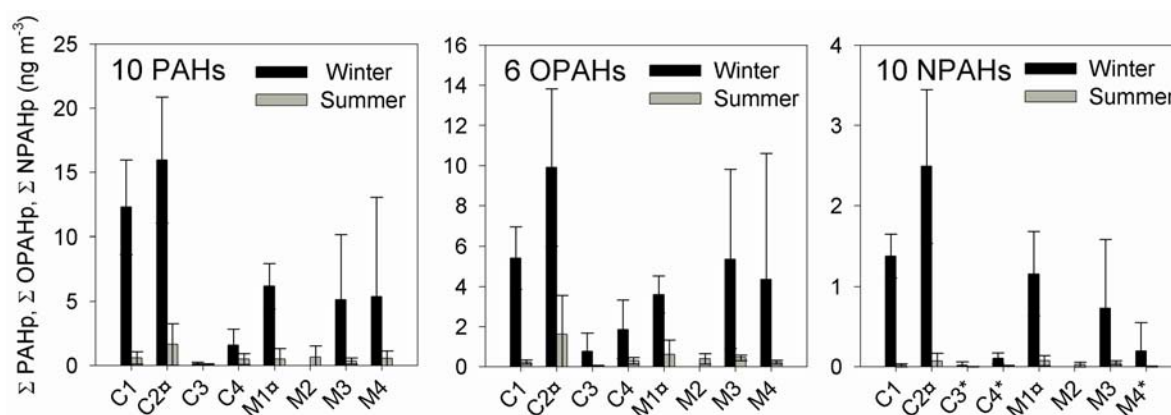 Σ PAHp, Σ OPAHp, Σ NPAHp (ng m⁻³)
10 PAHs
Winter
Summer
25
20
15
10
5
0
C1 C2¤ C3 C4 M1¤ M2 M3 M4
6 OPAHs
Winter
Summer
16
14
12
10
8
6
4
2
0
C1 C2¤ C3 C4 M1¤ M2 M3 M4
10 NPAHs
Winter
Summer
4
3
2
1
0
C1 C2¤ C3* C4* M1¤ M2 M3 M4*